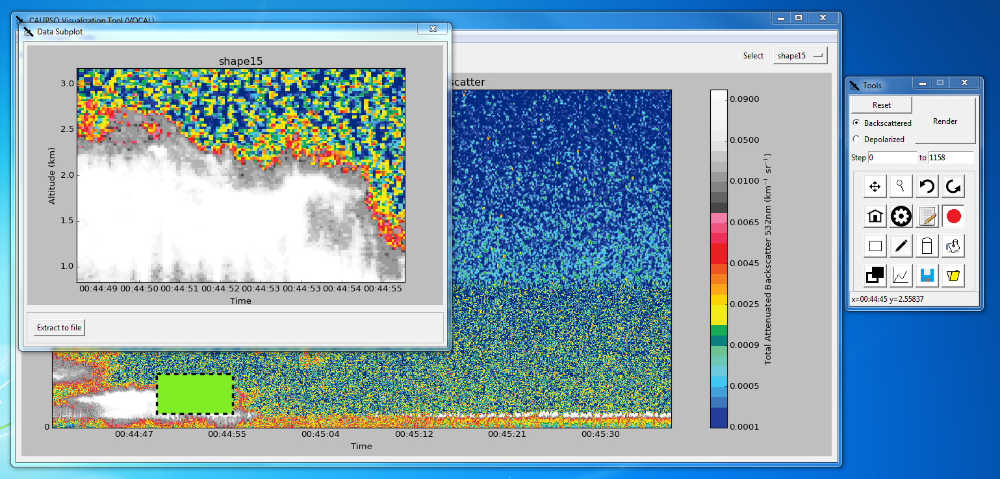 CALIPSO Visualization Tool (VOCAL)
Data Subplot
shape15
3.0
2.5
2.0
1.5
1.0
Altitude (km)
00:44:49 00:44:50 00:44:51 00:44:52 00:44:53 00:44:53 00:44:54 00:44:55
Time
Extract to file
Select shape15
scatter
0.0900
0.0500
0.0100
0.0065
0.0045
0.0025
0.0009
0.0005
0.0001
Total Attenuated Backscatter 532nm (km⁻¹ sr⁻¹)
0
00:44:47 00:44:55 00:45:04 00:45:12 00:45:21 00:45:30
Time
Tools
Reset
Render
Backscattered
Depolarized
Step 0 to 1158
x=00:44:45 y=2.55837